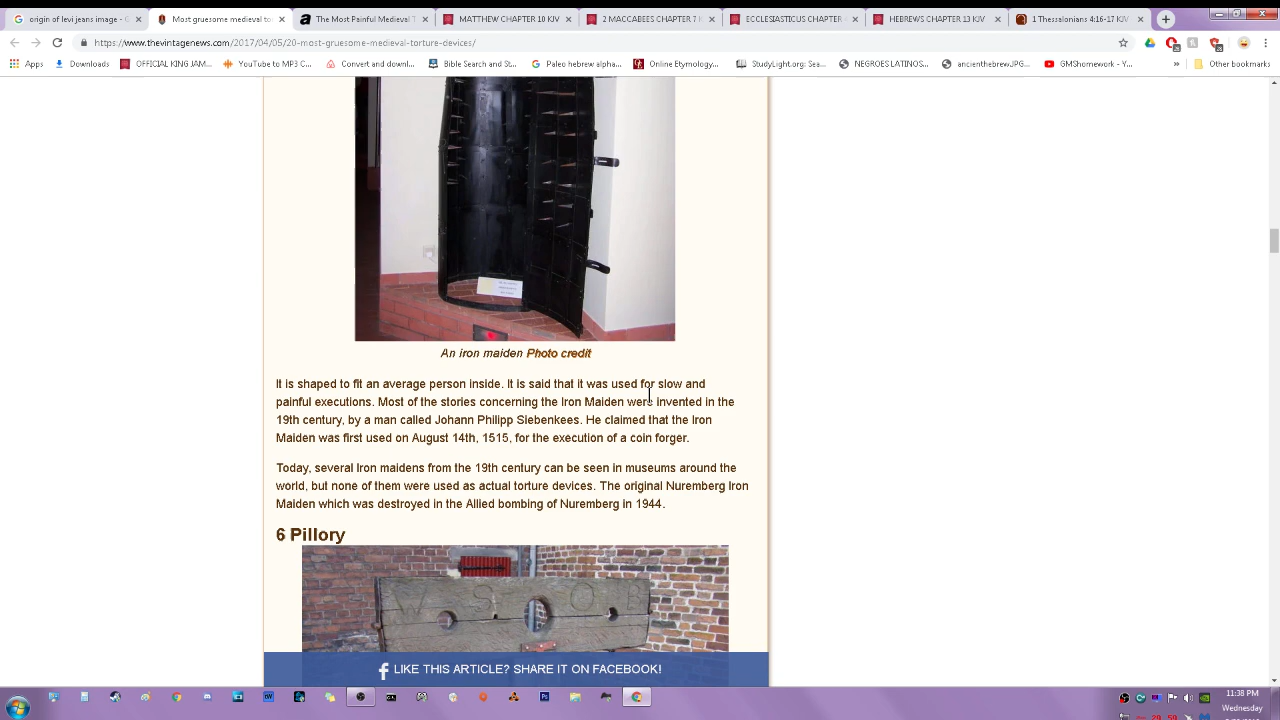 origin of levi jeans image - G
Most gruesome medieval to
The Most Painful Medieval T
MATTHEW CHAPTER
2 MACCABEES CHAPTER 7
ECCLESIASTICUS CHAPTER
HEBREWS CHAPTER 13 KJV
1 Thessalonians 4:16-17 KJV
https://www.thevintagenews.com/2017/04/05/20-most-gruesome-medieval-torture-devices/
Apps
Downloads
OFFICIAL KING JAM...
YouTube to MP3 C...
Convert and downl...
Bible Search and St...
Paleo hebrew alpha...
Online Etymology...
StudyLight.org: Sea...
NEGROES LATINOS...
ancienthebrewJPG...
GMShomework - Y...
»
Other bookmarks
An iron maiden Photo credit
It is shaped to fit an average person inside. It is said that it was used for slow and
painful executions. Most of the stories concerning the Iron Maiden were invented in the
19th century, by a man called Johann Philipp Siebenkees. He claimed that the Iron
Maiden was first used on August 14th, 1515, for the execution of a coin forger.
Today, several Iron maidens from the 19th century can be seen in museums around the
world, but none of them were used as actual torture devices. The original Nuremberg Iron
Maiden which was destroyed in the Allied bombing of Nuremberg in 1944.
6 Pillory
LIKE THIS ARTICLE? SHARE IT ON FACEBOOK!
11:38 PM
Wednesday